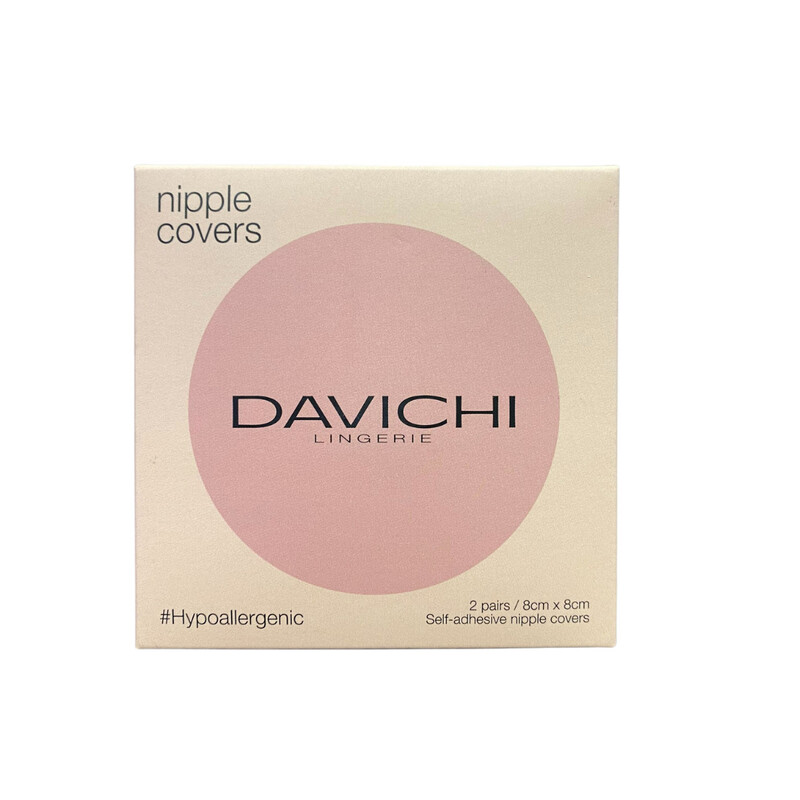 nipple
covers
DAVICHI
LINGERIE
#Hypoallergenic
2 pairs / 8cm x 8cm
Self-adhesive nipple covers